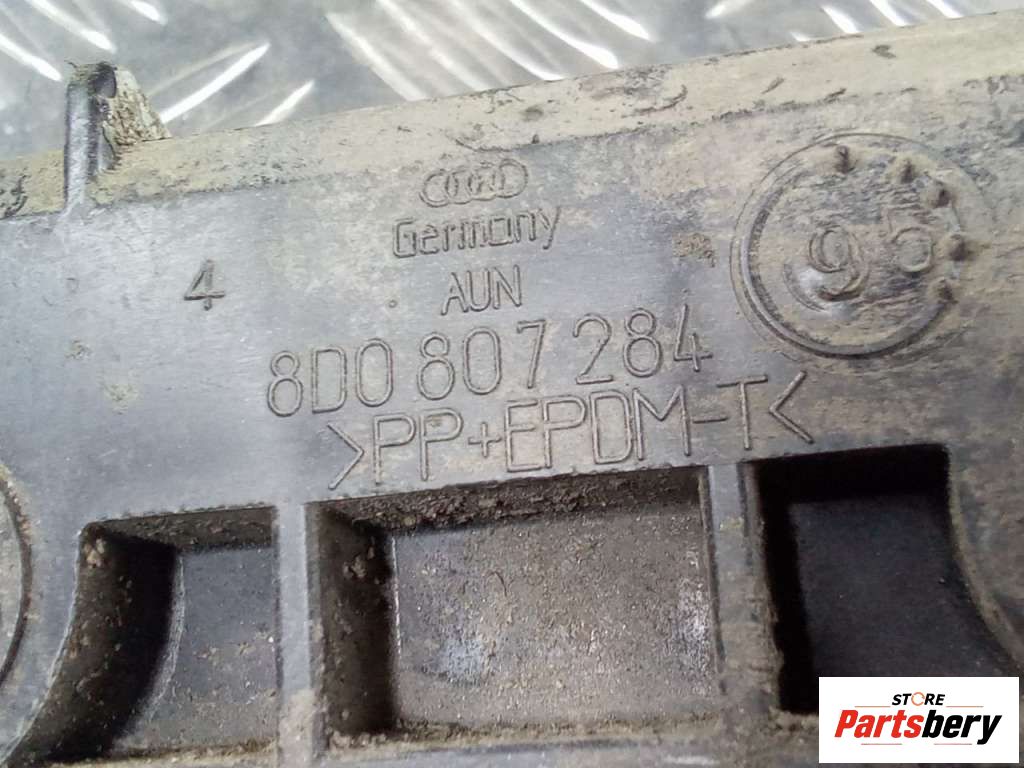 Germany
AUN
4
95
8D0 807 284
>PP+EPDM-T<
STORE
Partsbery